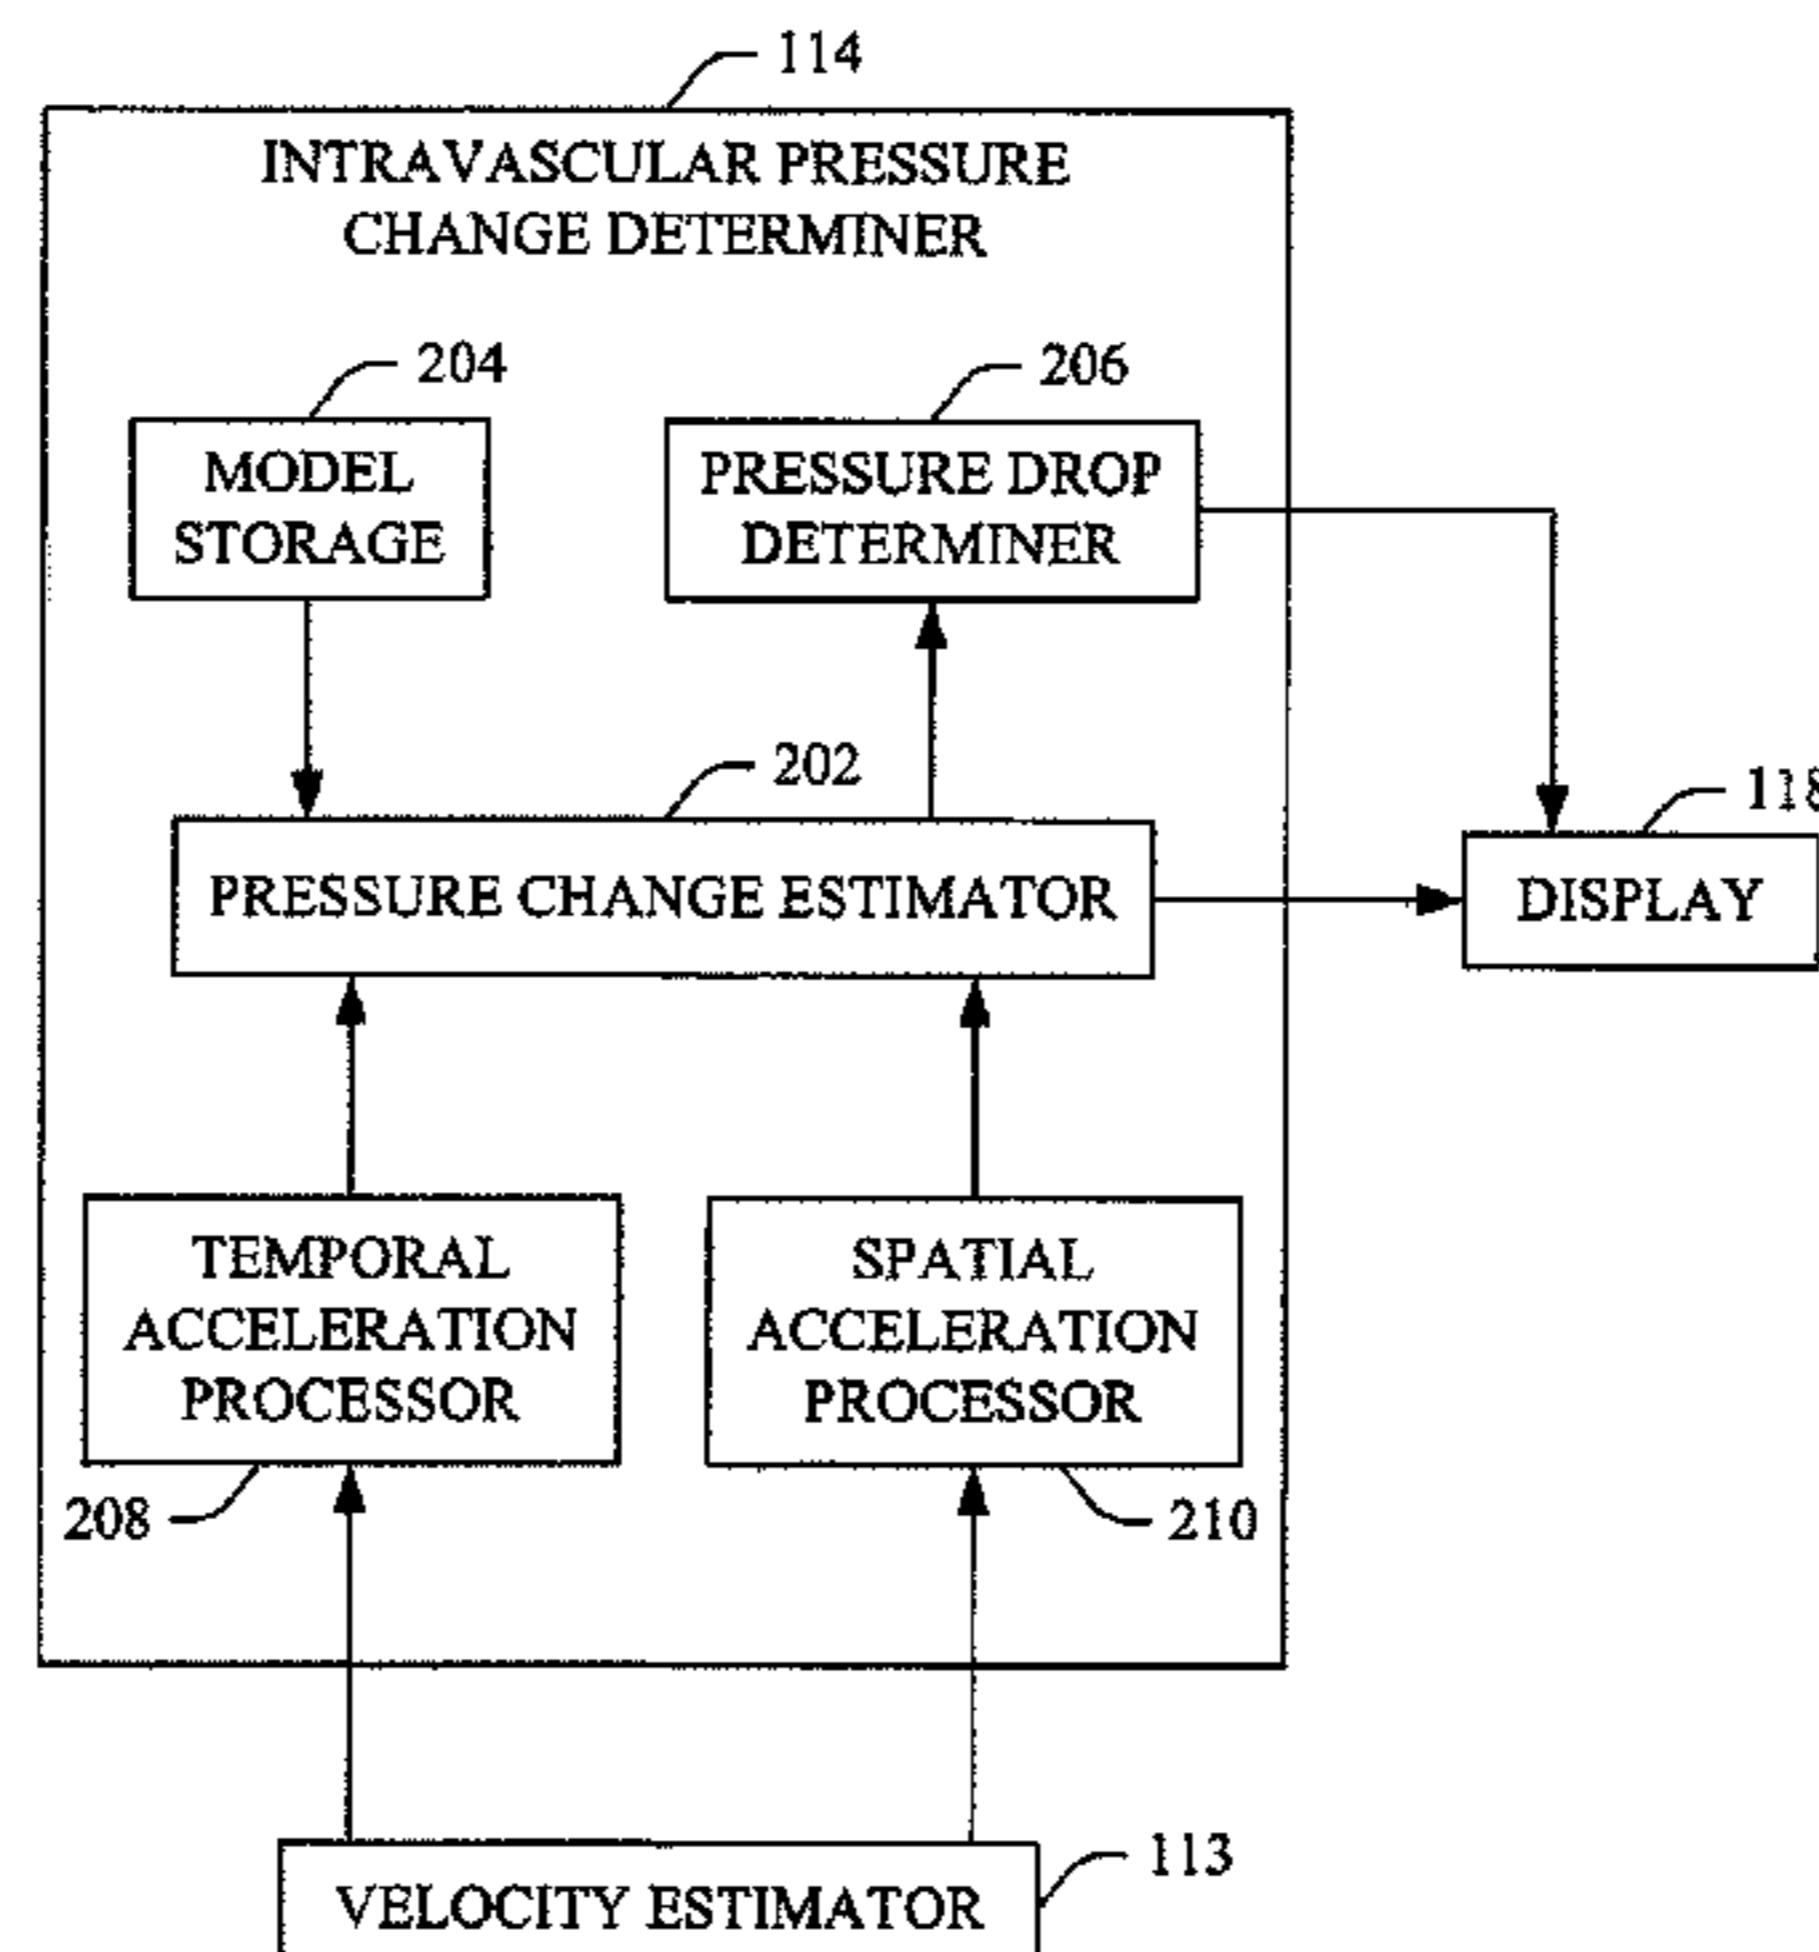 114
INTRAVASCULAR PRESSURE
CHANGE DETERMINER
204
206
MODEL
STORAGE
PRESSURE DROP
DETERMINER
202
118
PRESSURE CHANGE ESTIMATOR
DISPLAY
TEMPORAL
ACCELERATION
PROCESSOR
SPATIAL
ACCELERATION
PROCESSOR
208
210
113
VELOCITY ESTIMATOR